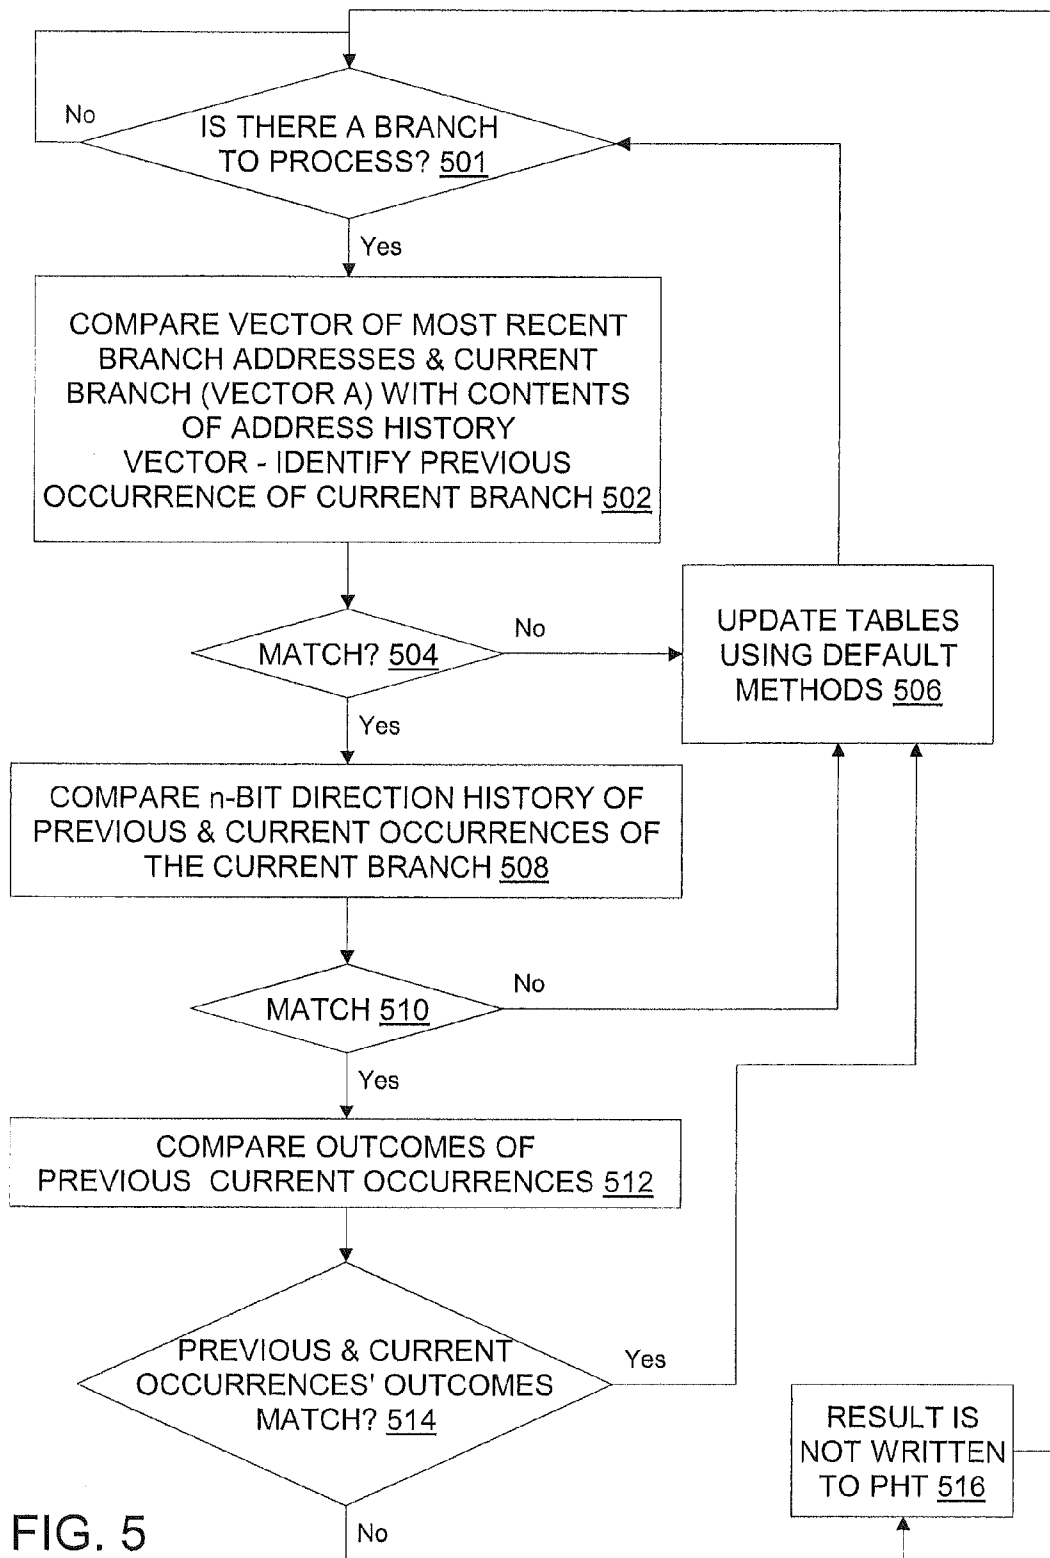 No
IS THERE A BRANCH
TO PROCESS? 501
Yes
COMPARE VECTOR OF MOST RECENT
BRANCH ADDRESSES & CURRENT
BRANCH (VECTOR A) WITH CONTENTS
OF ADDRESS HISTORY
VECTOR - IDENTIFY PREVIOUS
OCCURRENCE OF CURRENT BRANCH 502
MATCH? 504
No
UPDATE TABLES
USING DEFAULT
METHODS 506
Yes
COMPARE n-BIT DIRECTION HISTORY OF
PREVIOUS & CURRENT OCCURRENCES OF
THE CURRENT BRANCH 508
MATCH 510
No
Yes
COMPARE OUTCOMES OF
PREVIOUS CURRENT OCCURRENCES 512
PREVIOUS & CURRENT
OCCURRENCES' OUTCOMES
MATCH? 514
Yes
RESULT IS
NOT WRITTEN
TO PHT 516
No
FIG. 5